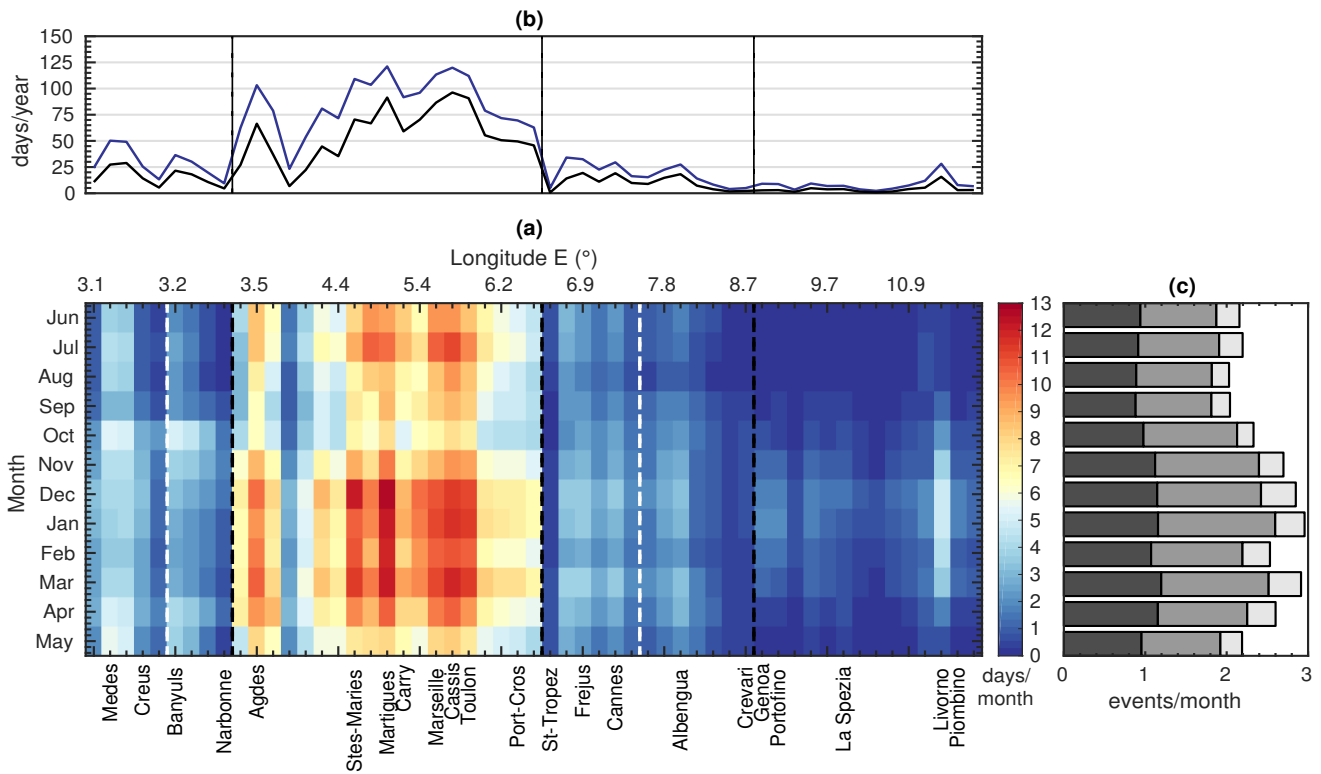 (b)
150
125
100
75
50
25
0
days/year
(a)
Longitude E (°)
3.1 3.2 3.5 4.4 5.4 6.2 6.9 7.8 8.7 9.7 10.9
Month
Jun
Jul
Aug
Sep
Oct
Nov
Dec
Jan
Feb
Mar
Apr
May
Medes
Creus
Banyuls
Narbonne
Agdes
Stes-Maries
Martigues
Carry
Marseille
Cassis
Toulon
Port-Cros
St-Tropez
Frejus
Cannes
Albengua
Crevari
Genoa
Portofino
La Spezia
Livorno
Piombino
13
12
11
10
9
8
7
6
5
4
3
2
1
0
days/
month
(c)
0 1 2 3
events/month